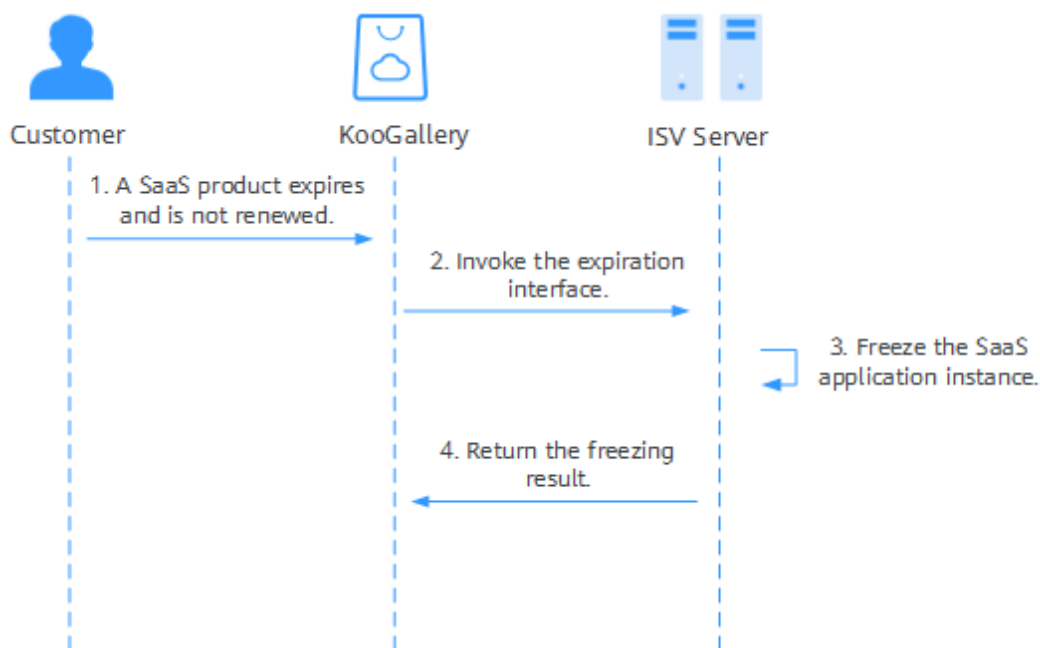 Customer
KooGallery
ISV Server
1. A SaaS product expires
and is not renewed.
2. Invoke the expiration
interface.
3. Freeze the SaaS
application instance.
4. Return the freezing
result.